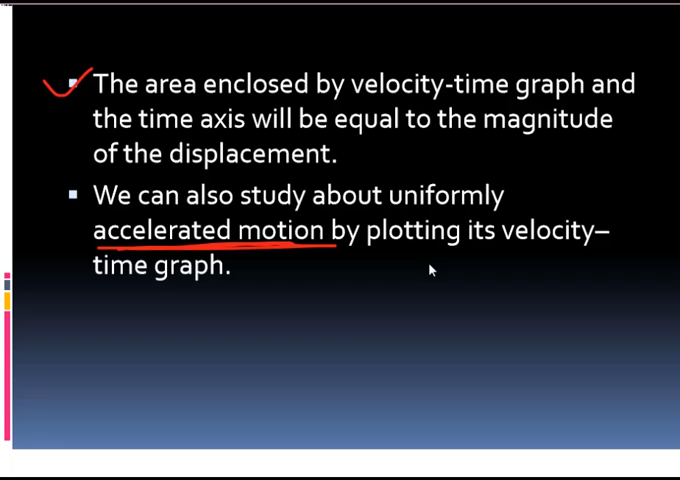 The area enclosed by velocity-time graph and
the time axis will be equal to the magnitude
of the displacement.
We can also study about uniformly
accelerated motion by plotting its velocity–
time graph.